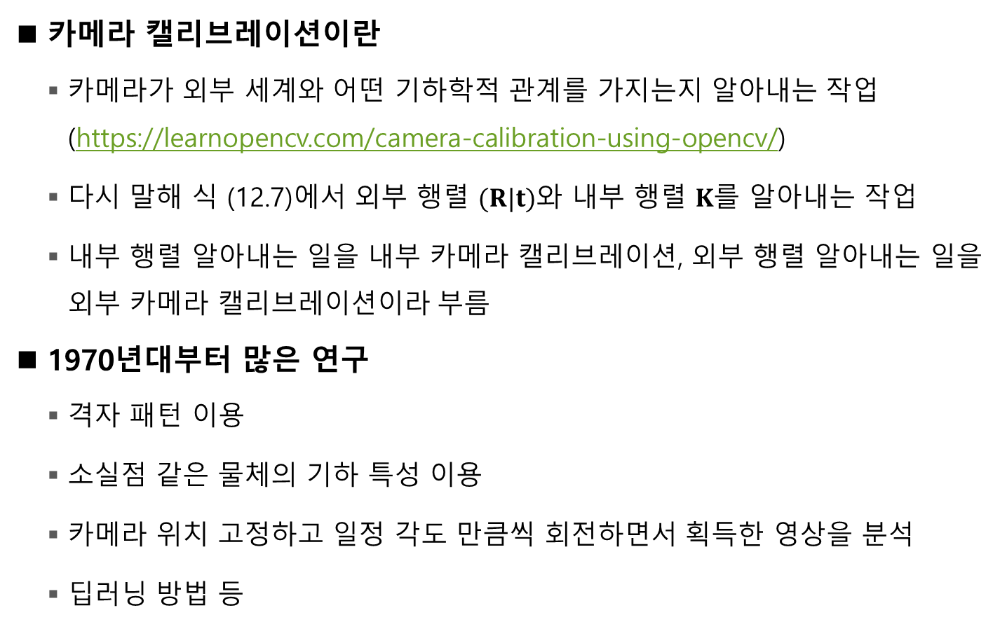 ■ 카메라 캘리브레이션이란
▪ 카메라가 외부 세계와 어떤 기하학적 관계를 가지는지 알아내는 작업
(https://learnopencv.com/camera-calibration-using-opencv/)
▪ 다시 말해 식 (12.7)에서 외부 행렬 (R|t)와 내부 행렬 K를 알아내는 작업
▪ 내부 행렬 알아내는 일을 내부 카메라 캘리브레이션, 외부 행렬 알아내는 일을
외부 카메라 캘리브레이션이라 부름
■ 1970년대부터 많은 연구
▪ 격자 패턴 이용
▪ 소실점 같은 물체의 기하 특성 이용
▪ 카메라 위치 고정하고 일정 각도 만큼씩 회전하면서 획득한 영상을 분석
▪ 딥러닝 방법 등